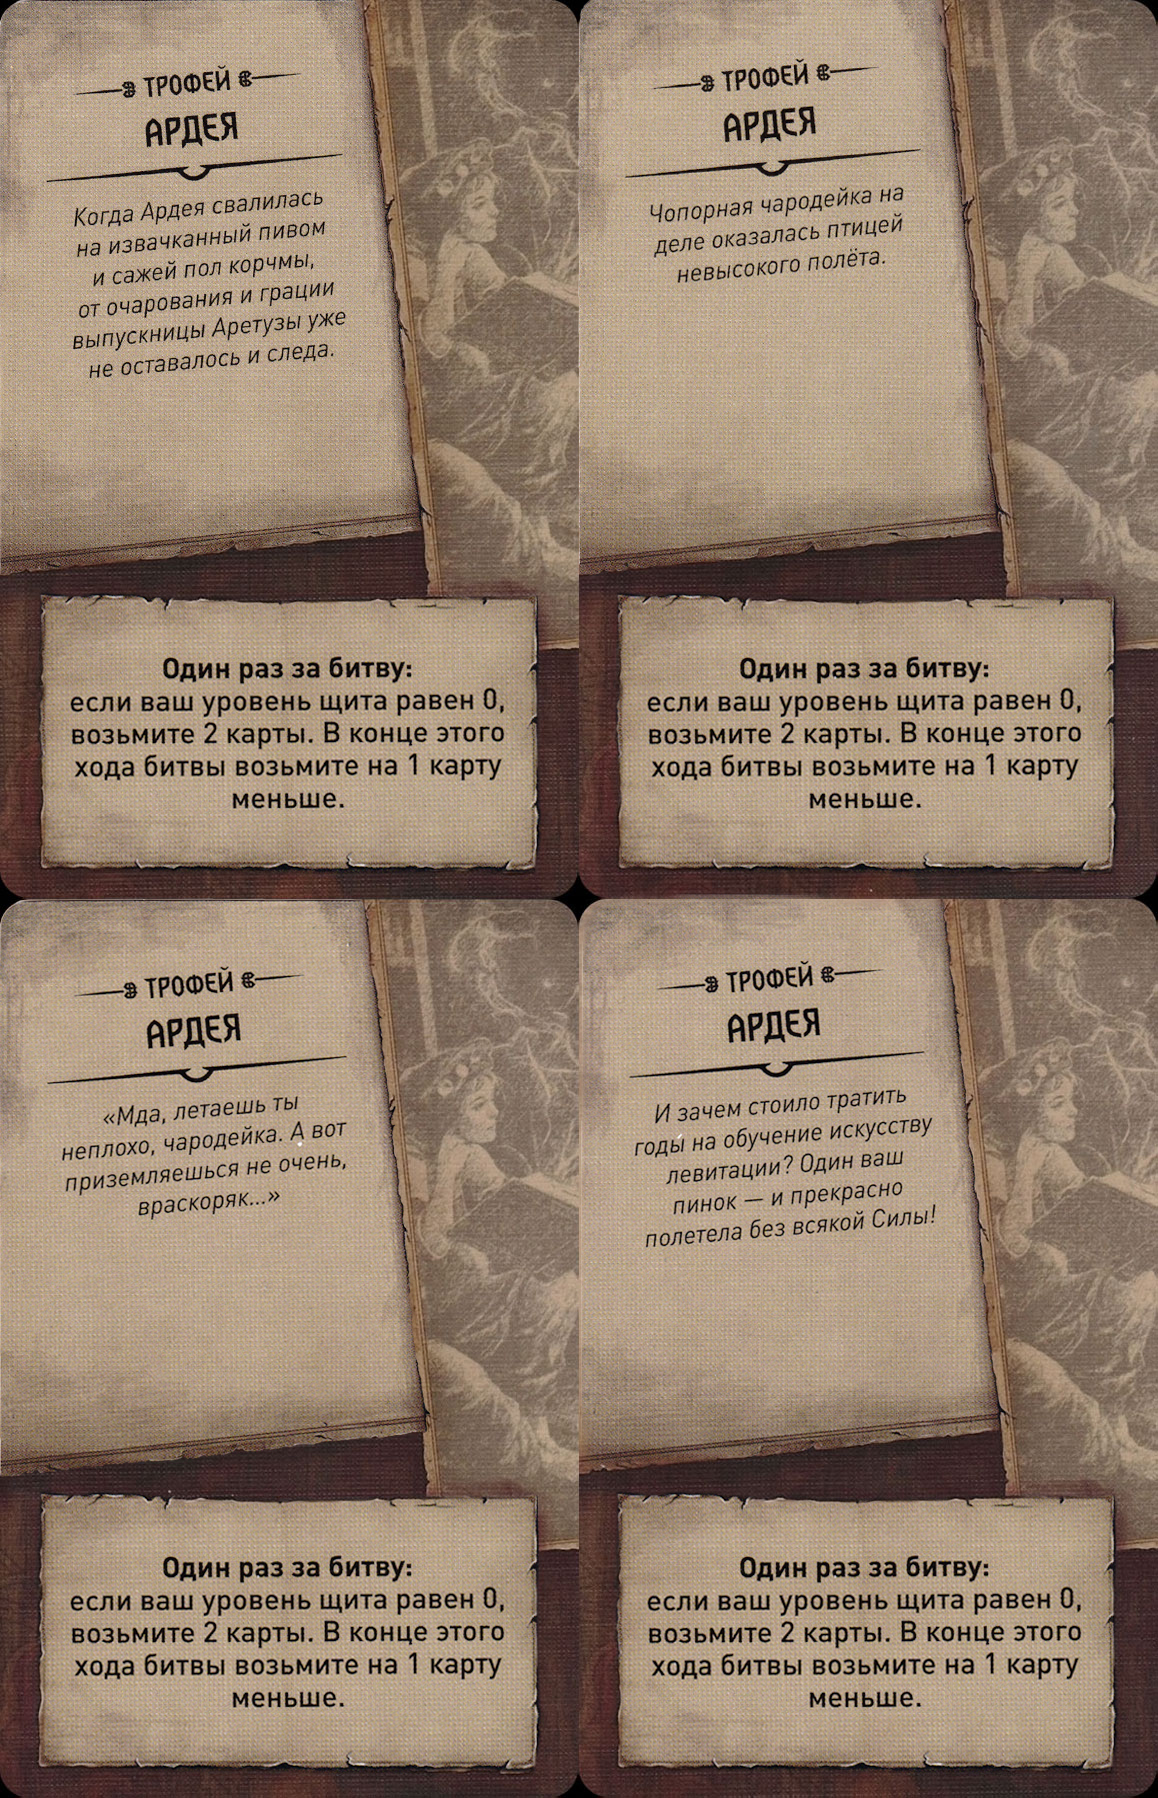 ТРОФЕЙ
АРДЕЯ
Когда Ардея свалилась
на извачканный пивом
и сажей пол корчмы,
от очарования и грации
выпускницы Аретузы уже
не оставалось и следа.
Один раз за битву:
если ваш уровень щита равен 0,
возьмите 2 карты. В конце этого
хода битвы возьмите на 1 карту
меньше.
ТРОФЕЙ
АРДЕЯ
Чопорная чародейка на
деле оказалась птицей
невысокого полёта.
Один раз за битву:
если ваш уровень щита равен 0,
возьмите 2 карты. В конце этого
хода битвы возьмите на 1 карту
меньше.
ТРОФЕЙ
АРДЕЯ
«Мда, летаешь ты
неплохо, чародейка. А вот
приземляешься не очень,
враскоряк...»
Один раз за битву:
если ваш уровень щита равен 0,
возьмите 2 карты. В конце этого
хода битвы возьмите на 1 карту
меньше.
ТРОФЕЙ
АРДЕЯ
И зачем стоило тратить
годы на обучение искусству
левитации? Один ваш
пинок — и прекрасно
полетела без всякой Силы!
Один раз за битву:
если ваш уровень щита равен 0,
возьмите 2 карты. В конце этого
хода битвы возьмите на 1 карту
меньше.